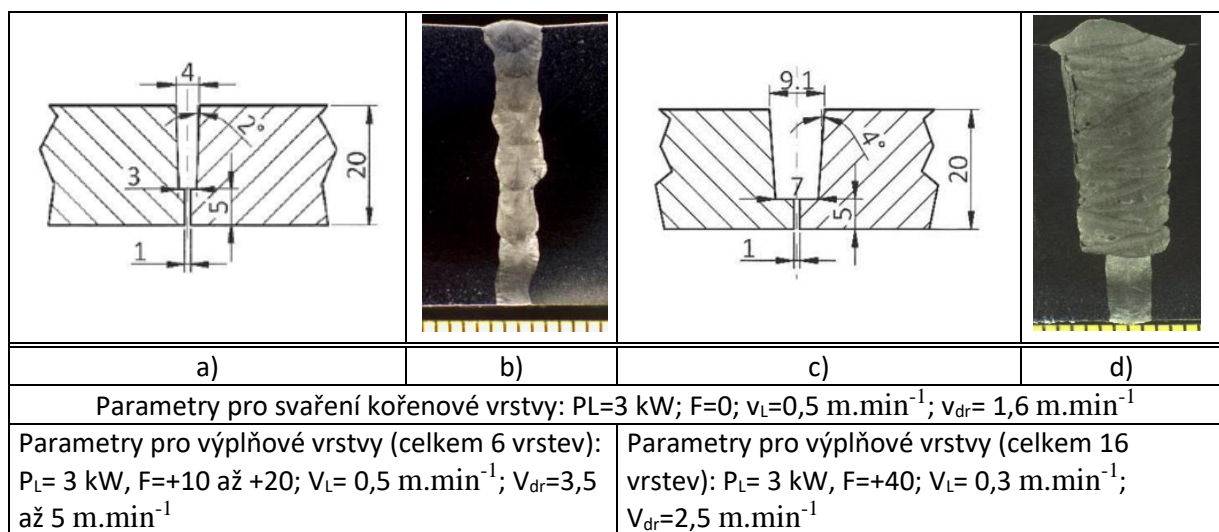 4
2°
3
5
20
1
9.1
4°
7
5
20
1
a) b) c) d)
Parametry pro svaření kořenové vrstvy: PL=3 kW; F=0; vL=0,5 m.min-1; vdr= 1,6 m.min-1
Parametry pro výplňové vrstvy (celkem 6 vrstev):
PL= 3 kW, F=+10 až +20; VL= 0,5 m.min-1; Vdr=3,5
až 5 m.min-1
Parametry pro výplňové vrstvy (celkem 16
vrstev): PL= 3 kW, F=+40; VL= 0,3 m.min-1;
Vdr=2,5 m.min-1